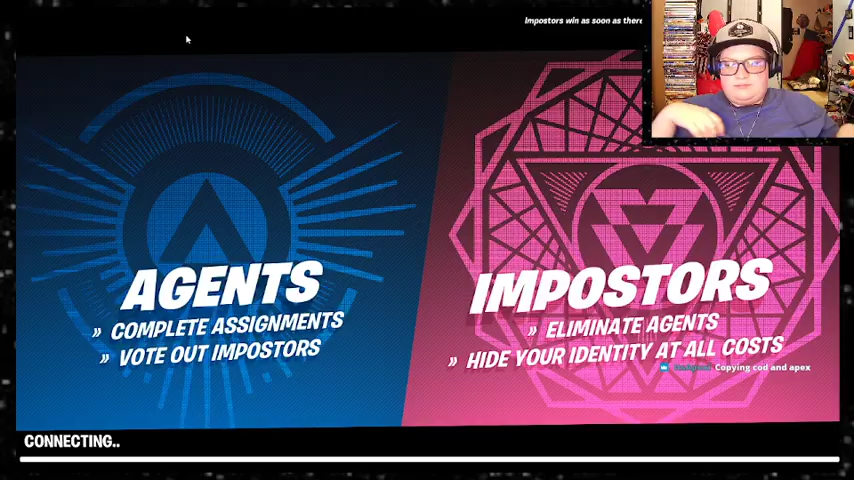 Impostors win as soon as there
AGENTS
» COMPLETE ASSIGNMENTS
» VOTE OUT IMPOSTORS
IMPOSTORS
» ELIMINATE AGENTS
» HIDE YOUR IDENTITY AT ALL COSTS
Copying cod and apex
CONNECTING..